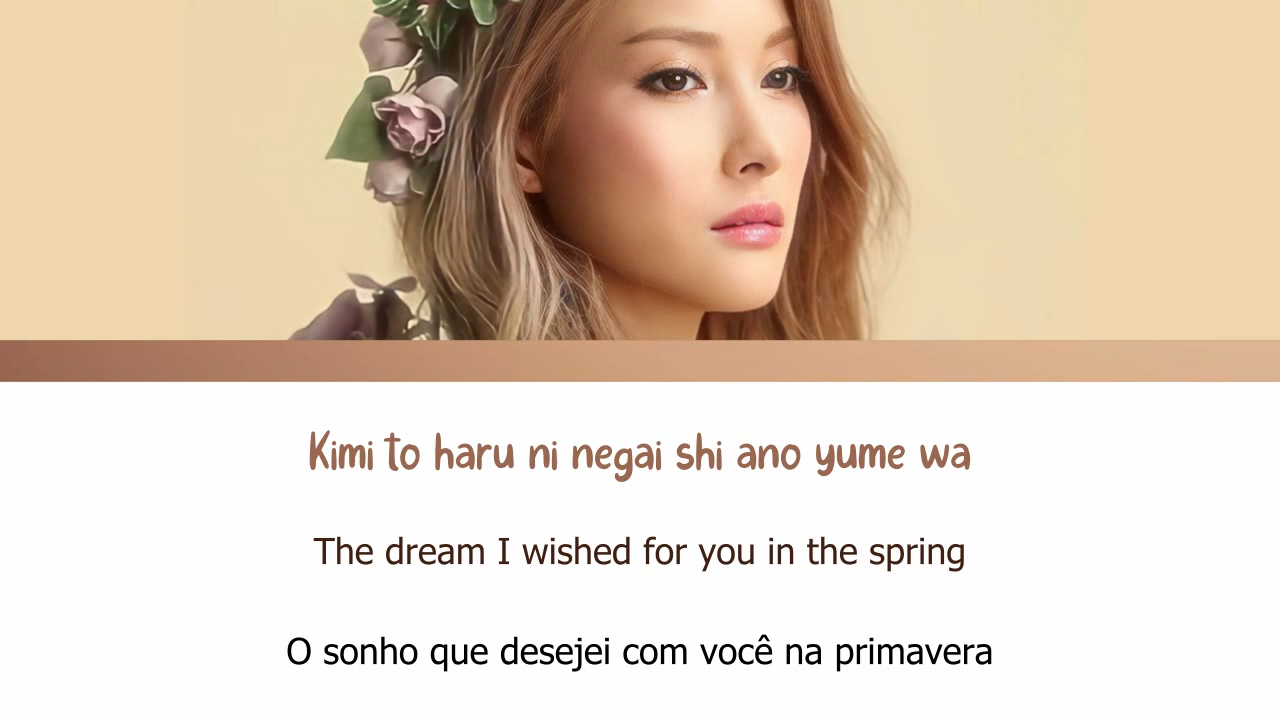 Kimi to haru ni negai shi ano yume wa
The dream I wished for you in the spring
O sonho que desejei com você na primavera